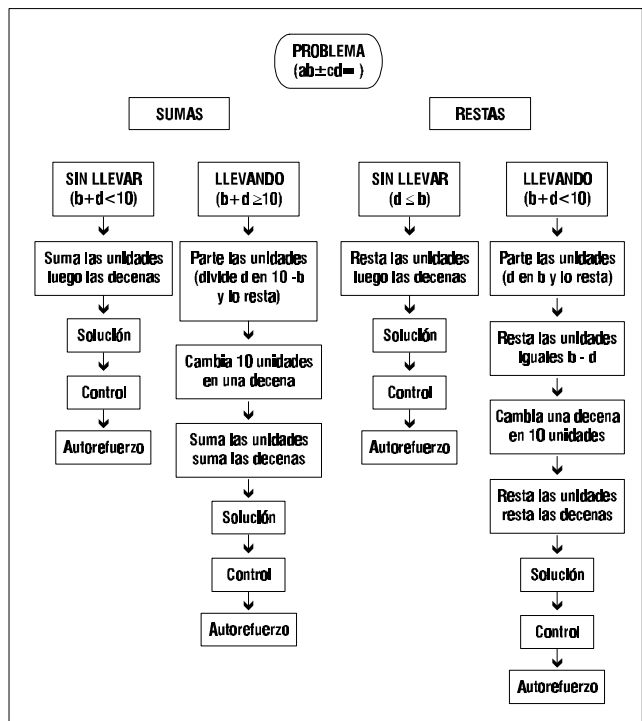 PROBLEMA
(ab±cd= )
SUMAS
RESTAS
SIN LLEVAR
(b+d<10)
Suma las unidades
luego las decenas
Solución
Control
Autorefuerzo
LLEVANDO
(b+d ≥10)
Parte las unidades
(divide d en 10 -b
y lo resta)
Cambia 10 unidades
en una decena
Suma las unidades
suma las decenas
Solución
Control
Autorefuerzo
SIN LLEVAR
(d ≤ b)
Resta las unidades
luego las decenas
Solución
Control
Autorefuerzo
LLEVANDO
(b+d<10)
Parte las unidades
(d en b y lo resta)
Resta las unidades
iguales b - d
Cambia una decena
en 10 unidades
Resta las unidades
resta las decenas
Solución
Control
Autorefuerzo